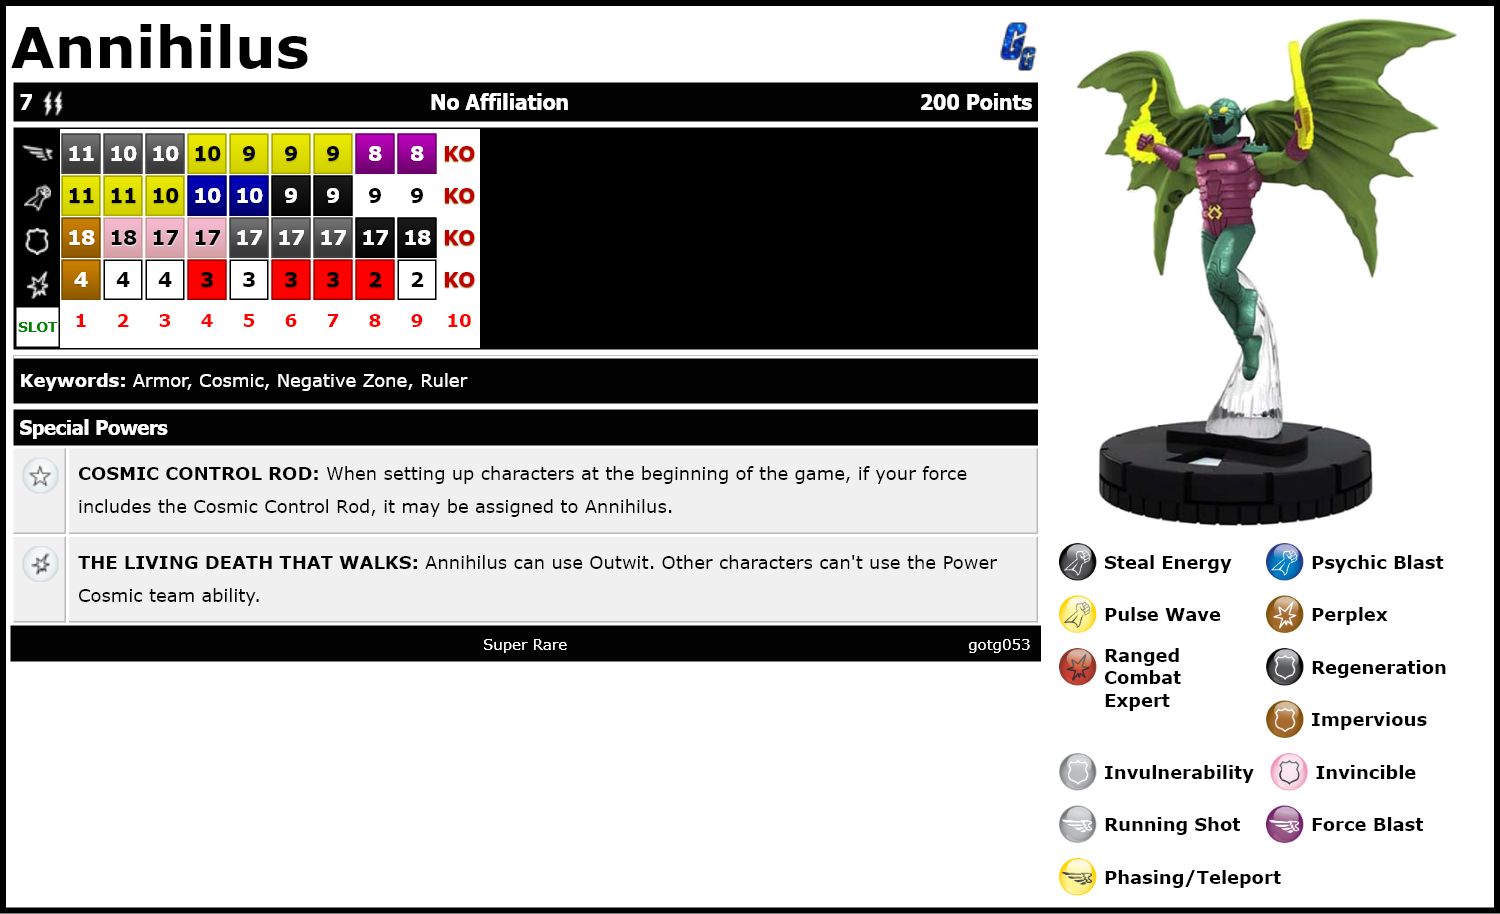 Annihilus
GG
7 No Affiliation 200 Points
11 10 10 10 9 9 9 8 8 KO
11 11 10 10 10 9 9 9 9 KO
18 18 17 17 17 17 17 17 18 KO
4 4 4 3 3 3 3 2 2 KO
SLOT 1 2 3 4 5 6 7 8 9 10
Keywords: Armor, Cosmic, Negative Zone, Ruler
Special Powers
COSMIC CONTROL ROD: When setting up characters at the beginning of the game, if your force
includes the Cosmic Control Rod, it may be assigned to Annihilus.
THE LIVING DEATH THAT WALKS: Annihilus can use Outwit. Other characters can't use the Power
Cosmic team ability.
Super Rare gotg053
Steal Energy Psychic Blast
Pulse Wave Perplex
Ranged
Combat
Expert
Regeneration
Impervious
Invulnerability Invincible
Running Shot Force Blast
Phasing/Teleport